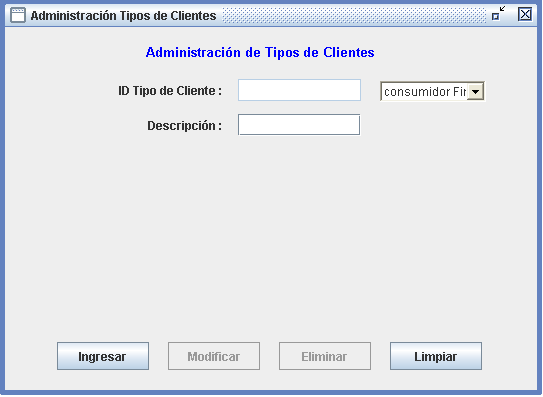 Administración Tipos de Clientes
Administración de Tipos de Clientes
ID Tipo de Cliente : consumidor Fir
Descripción :
Ingresar Modificar Eliminar Limpiar